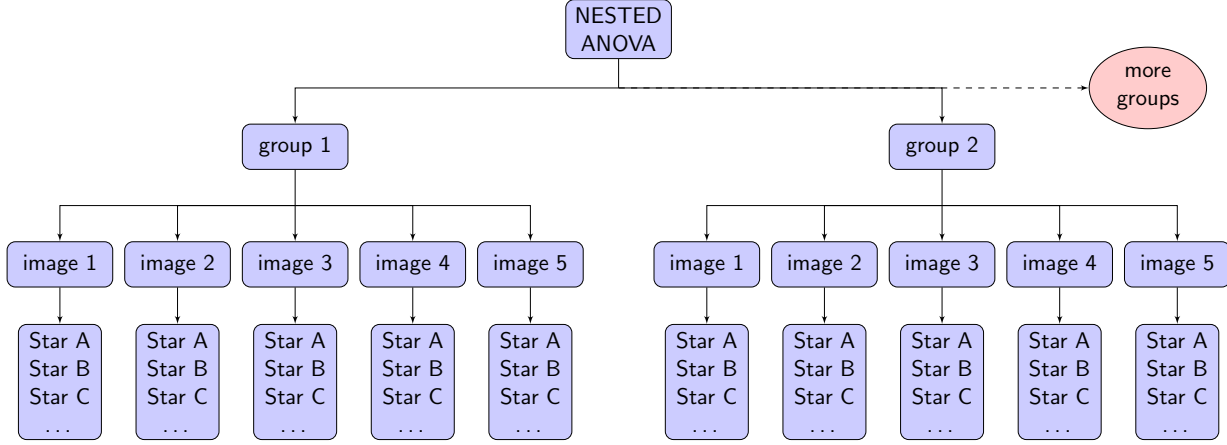 NESTED
ANOVA
more
groups
group 1
group 2
image 1
image 2
image 3
image 4
image 5
image 1
image 2
image 3
image 4
image 5
Star A
Star B
Star C
. . .
Star A
Star B
Star C
. . .
Star A
Star B
Star C
. . .
Star A
Star B
Star C
. . .
Star A
Star B
Star C
. . .
Star A
Star B
Star C
. . .
Star A
Star B
Star C
. . .
Star A
Star B
Star C
. . .
Star A
Star B
Star C
. . .
Star A
Star B
Star C
. . .